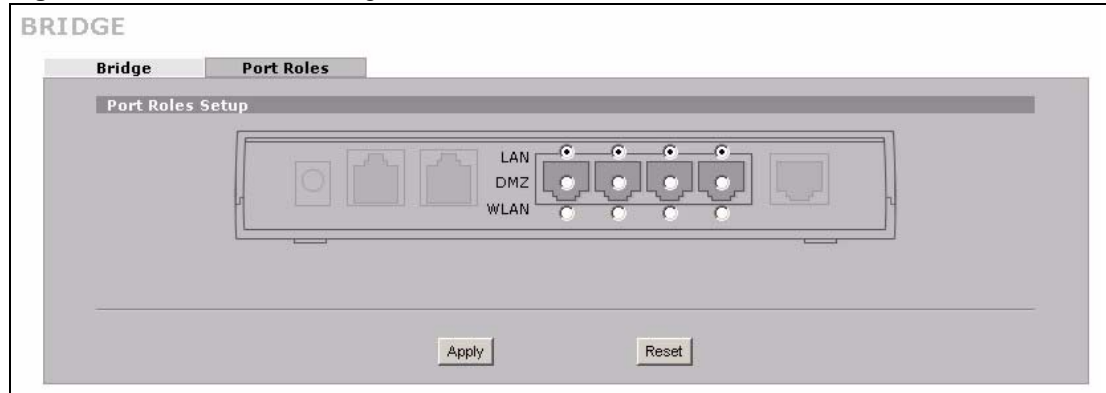 BRIDGE
Bridge
Port Roles
Port Roles Setup
LAN
DMZ
WLAN
Apply
Reset